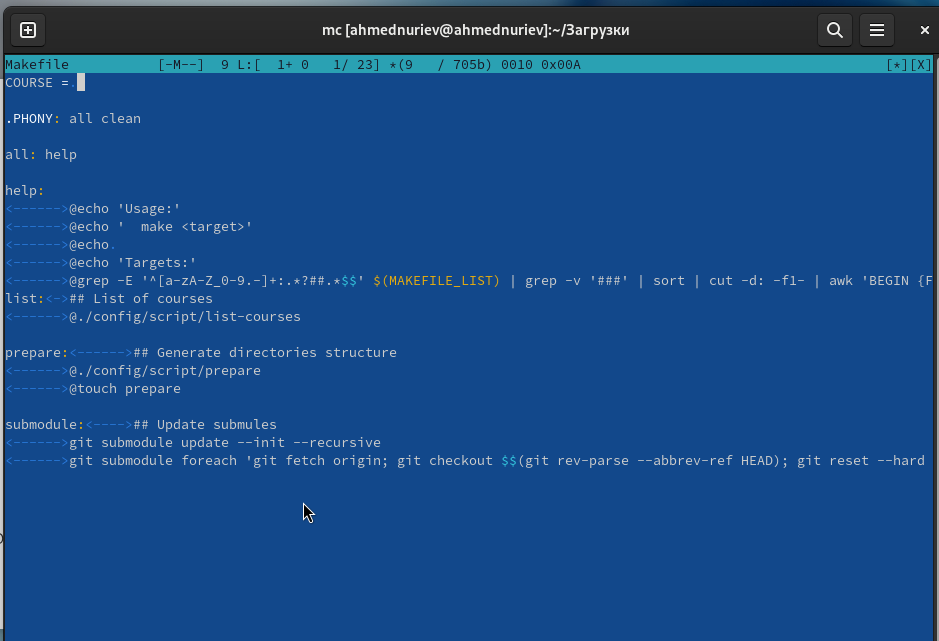 mc [ahmednuriev@ahmednuriev]:~/Загрузки
Makefile [-M--] 9 L:[ 1+ 0 1/ 23] *(9 / 705b) 0010 0x00A [*][X]
COURSE =.
.PHONY: all clean
all: help
help:
<------>@echo 'Usage:'
<------>@echo '  make <target>'
<------>@echo.
<------>@echo 'Targets:'
<------>@grep -E '^[a-zA-Z_0-9.-]+:.*?##.*$$' $(MAKEFILE_LIST) | grep -v '###' | sort | cut -d: -f1- | awk 'BEGIN {F
list:<->## List of courses
<------>@./config/script/list-courses
prepare:<------>## Generate directories structure
<------>@./config/script/prepare
<------>@touch prepare
submodule:<---->## Update submules
<------>git submodule update --init --recursive
<------>git submodule foreach 'git fetch origin; git checkout $$(git rev-parse --abbrev-ref HEAD); git reset --hard